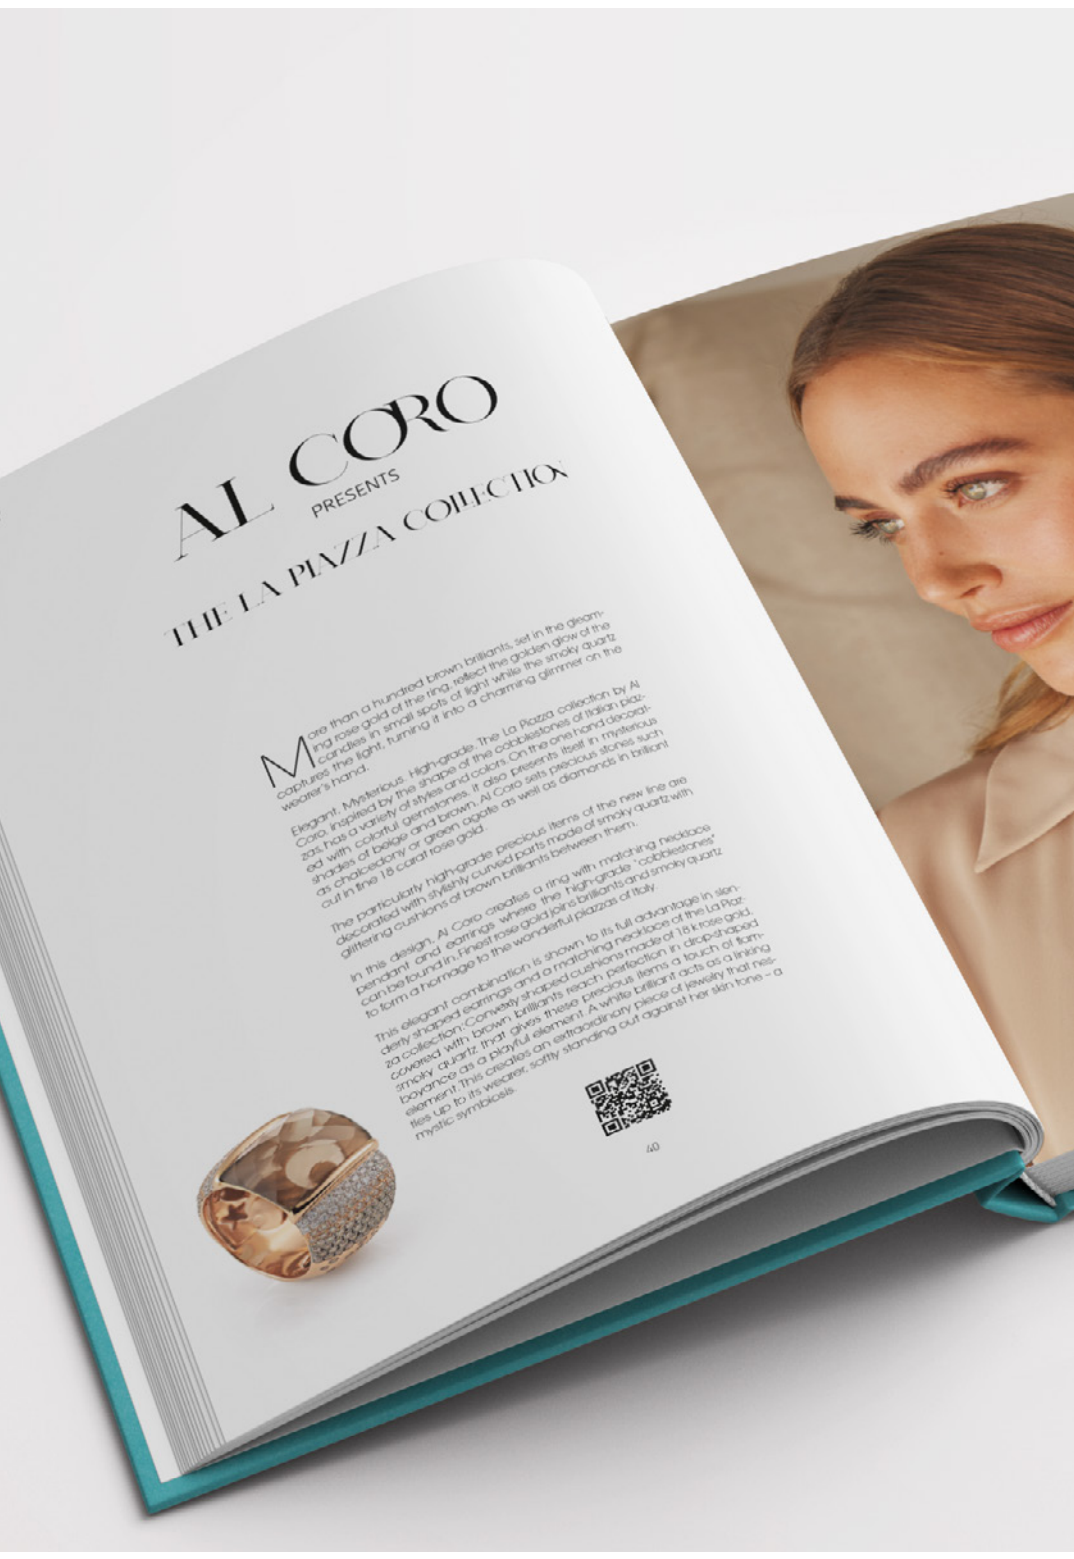 AL CORO
PRESENTS
THE LA PIAZZA COLLECTION
More than a hundred brown brilliants, set in the gleam-
ing rose gold of the ring, reflect the golden glow of the
candles in small spots of light while the smoky quartz
captures the light, turning it into a charming glimmer on the
wearer's hand.
Elegant. Mysterious. High-grade. The La Piazza collection by Al
Coro, inspired by the shape of the cobblestones of Italian piaz-
zas, has a variety of styles and colors. On the one hand decorat-
ed with colorful gemstones, it also presents itself in mysterious
shades of beige and brown. Al Coro sets precious stones such
as chalcedony or green agate as well as diamonds in brilliant
cut in fine 18 carat rose gold.
The particularly high-grade precious items of the new line are
decorated with stylishly curved parts made of smoky quartz with
glittering cushions of brown brilliants between them.
In this design, Al Coro creates a ring with matching necklace
pendant and earrings where the high-grade "cobblestones"
can be found in. Finest rose gold joins brilliants and smoky quartz
to form a homage to the wonderful piazzas of Italy.
This elegant combination is shown to its full advantage in slen-
derly shaped earrings and a matching necklace of the La Piaz-
za collection: Convexly shaped cushions made of 18 k rose gold,
covered with brown brilliants reach perfection in drop-shaped
smoky quartz that gives these precious items a touch of flam-
boyance as a playful element. A white brilliant acts as a linking
element. This creates an extraordinary piece of jewelry that nes-
tles up to its wearer, softly standing out against her skin tone – a
mystic symbiosis.
40